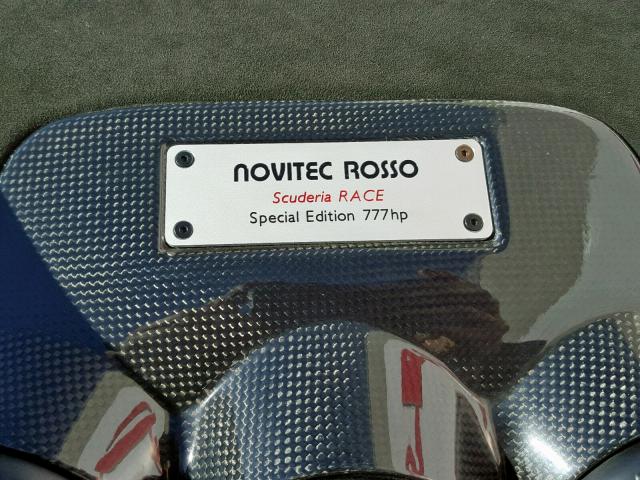 NOVITEC ROSSO
Scuderia RACE
Special Edition 777hp